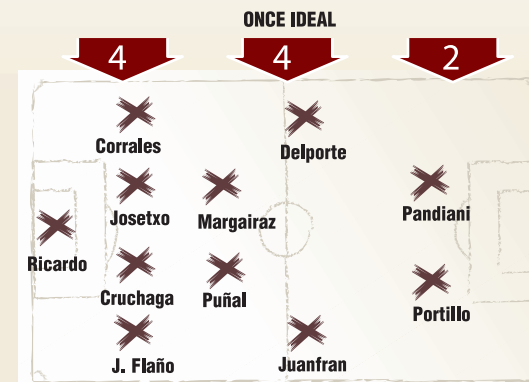 ONCE IDEAL
4 4 2
Corrales
Delporte
Josetxo
Margairaz
Pandiani
Ricardo
Cruchaga
Puñal
Portillo
J. Flaño
Juanfran